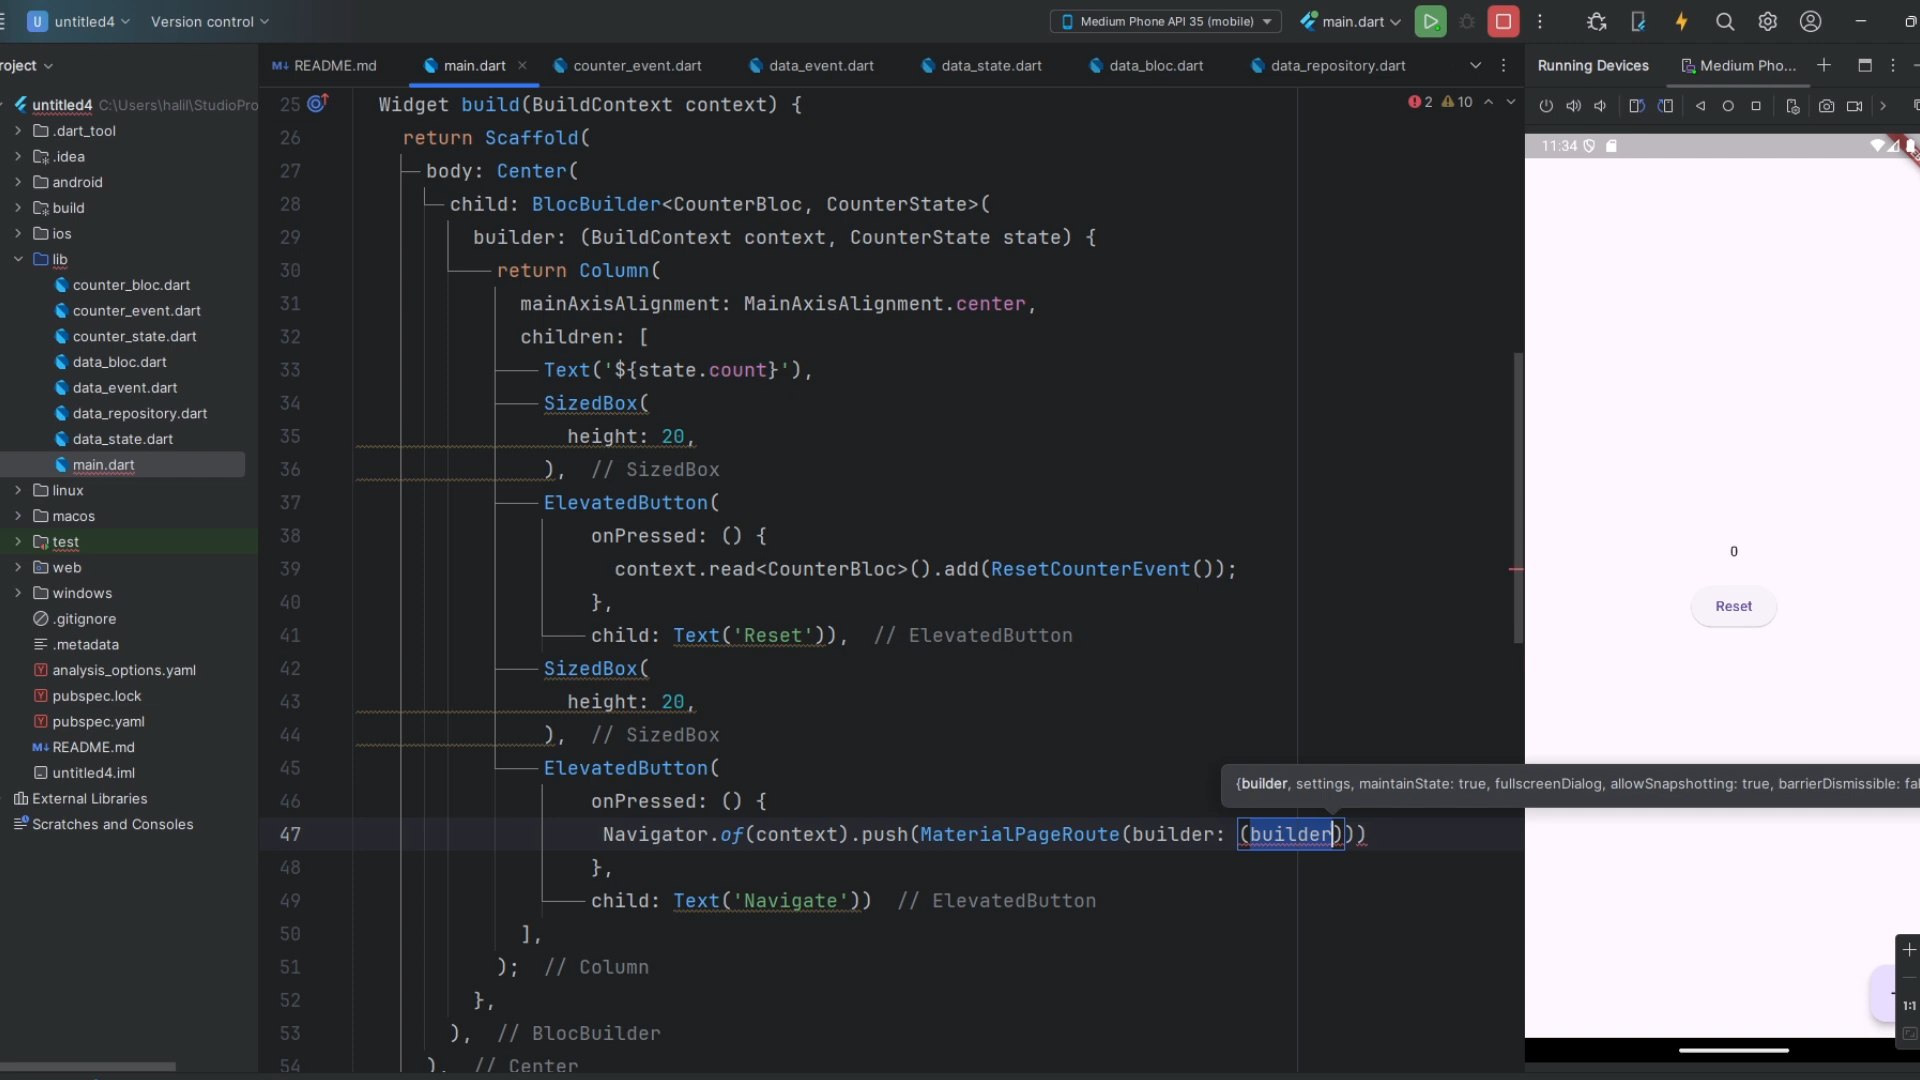 U untitled4 Version control Medium Phone API 35 (mobile) main.dart
roject
README.md main.dart counter_event.dart data_event.dart data_state.dart data_bloc.dart data_repository.dart
Running Devices Medium Pho...
untitled4 C:\Users\halil\StudioPro
.dart_tool
.idea
android
build
ios
lib
counter_bloc.dart
counter_event.dart
counter_state.dart
data_bloc.dart
data_event.dart
data_repository.dart
data_state.dart
main.dart
linux
macos
test
web
windows
.gitignore
.metadata
analysis_options.yaml
pubspec.lock
pubspec.yaml
README.md
untitled4.iml
External Libraries
Scratches and Consoles
2 10
25 Widget build(BuildContext context) {
26 return Scaffold(
27 body: Center(
28 child: BlocBuilder<CounterBloc, CounterState>(
29 builder: (BuildContext context, CounterState state) {
30 return Column(
31 mainAxisAlignment: MainAxisAlignment.center,
32 children: [
33 Text('${state.count}'),
34 SizedBox(
35 height: 20,
36 ), // SizedBox
37 ElevatedButton(
38 onPressed: () {
39 context.read<CounterBloc>().add(ResetCounterEvent());
40 },
41 child: Text('Reset')), // ElevatedButton
42 SizedBox(
43 height: 20,
44 ), // SizedBox
45 ElevatedButton(
46 onPressed: () {
47 Navigator.of(context).push(MaterialPageRoute(builder: (builder)))
48 },
49 child: Text('Navigate')) // ElevatedButton
50 ],
51 ); // Column
52 },
53 ), // BlocBuilder
54 ), // Center
{builder, settings, maintainState: true, fullscreenDialog, allowSnapshotting: true, barrierDismissible: fal
11:34
0
Reset
1:1